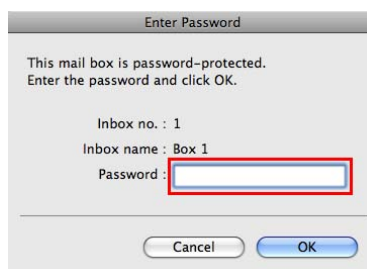 Enter Password
This mail box is password-protected.
Enter the password and click OK.
Inbox no. : 1
Inbox name : Box 1
Password :
Cancel OK